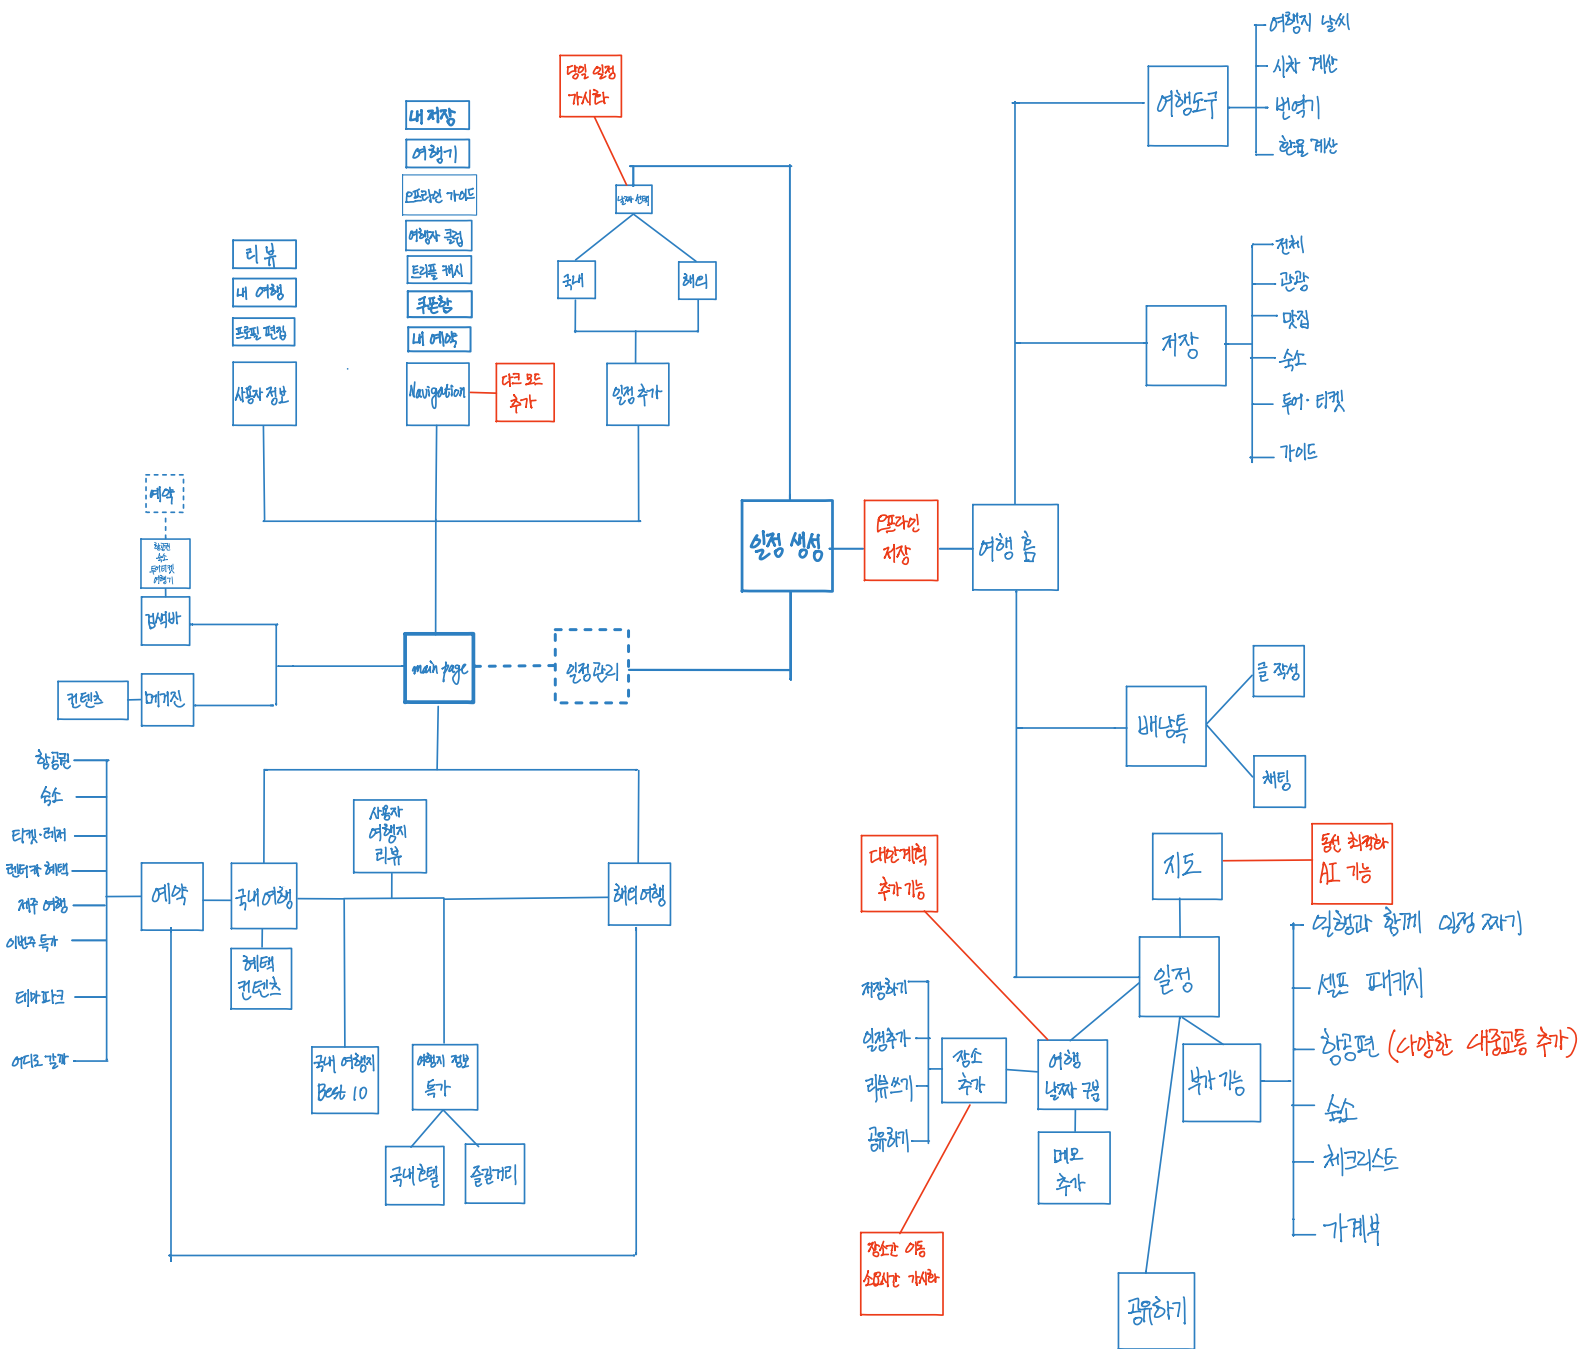 여행지 날씨
시차 계산
번역기
환율 계산
여행도구
당일 일정
가시화
내 저장
여행기
오프라인 가이드
여행자 클럽
트리플 캐시
쿠폰함
내 예약
Navigation
다크 모드
추가
리뷰
내 여행
프로필 편집
사용자 정보
날짜 선택
국내
해외
일정 추가
전체
관광
맛집
숙소
투어·티켓
가이드
저장
예약
항공권
숙소
투어티켓
여행기
검색바
컨텐츠
메거진
main page
일정 관리
일정 생성
오프라인
저장
여행 홈
글 작성
배낭톡
채팅
항공권
숙소
티켓·레저
렌터카 혜택
제주 여행
이번주 특가
테마파크
어디로 갈까
예약
국내 여행
혜택
컨텐츠
사용자
여행지
리뷰
해외 여행
국내 여행지
Best 10
여행지 정보
특가
국내호텔
즐길거리
대안계획
추가 기능
지도
동선 최적화
AI 기능
일정
저장하기
일정추가
리뷰쓰기
공유하기
장소
추가
여행
날짜 구분
메모
추가
장소간 이동
소요시간 가시화
부가 기능
일행과 함께 일정 짜기
셀프 패키지
항공편 (다양한 대중교통 추가)
숙소
체크리스트
가계부
공유하기